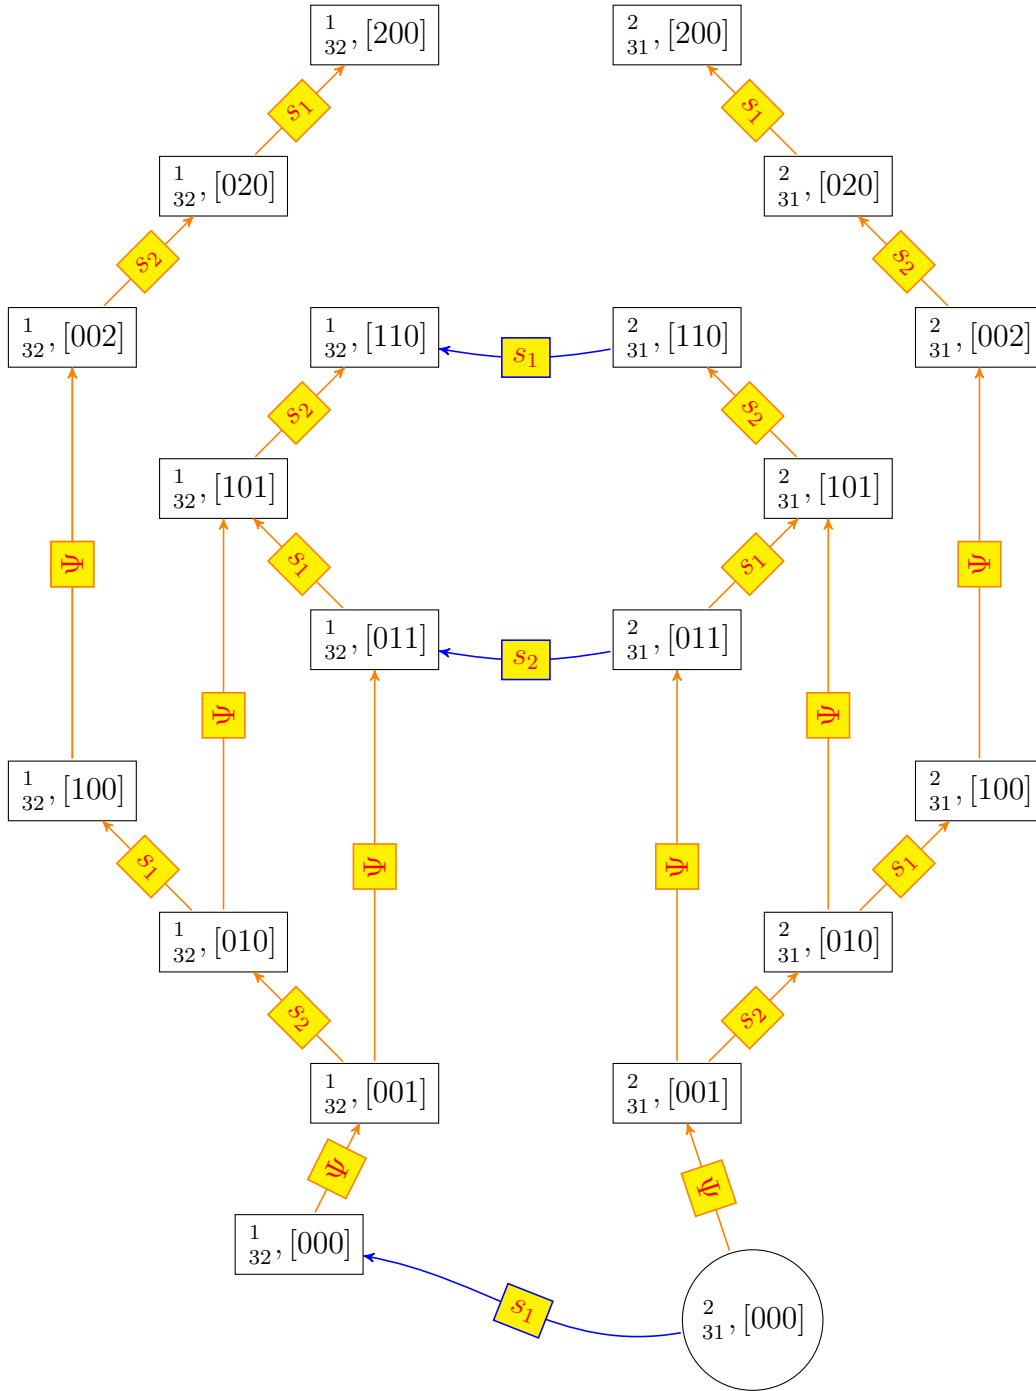 1 32, [200] 2 31, [200]
s1 s1
1 32, [020] 2 31, [020]
s2 s2
1 32, [002] 1 32, [110] s1 2 31, [110] 2 31, [002]
s2 s2
1 32, [101] 2 31, [101]
Ψ s1 s1 Ψ
1 32, [011] s2 2 31, [011]
Ψ Ψ
1 32, [100] 2 31, [100]
s1 Ψ Ψ s1
1 32, [010] 2 31, [010]
s2 s2
1 32, [001] 2 31, [001]
Ψ Ψ
1 32, [000]
s1 2 31, [000]